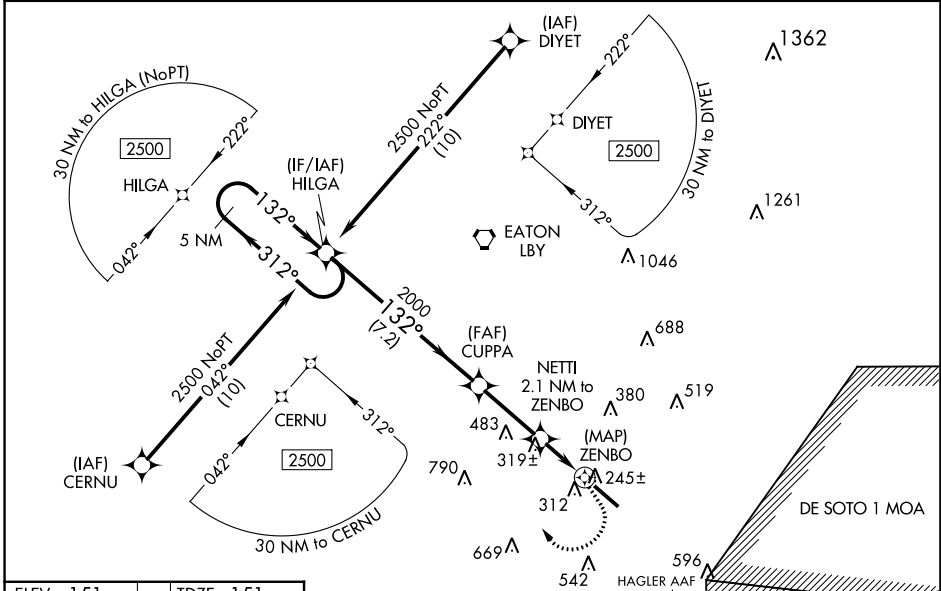 (IAF)
DIYET
1362
30 NM to HILGA (NoPT)
2500
222°
HILGA
042°
2500 NoPT
222°
(10)
222°
DIYET
2500
312°
30 NM to DIYET
(IF/IAF)
HILGA
132°
5 NM
312°
EATON
LBY
1261
1046
2000
132°
(7.2)
(FAF)
CUPPA
688
NETTI
2.1 NM to
ZENBO
2500 NoPT
042°
(10)
CERNU
312°
042°
2500
30 NM to CERNU
(IAF)
CERNU
380
519
483
319±
(MAP)
ZENBO
790
245±
312
669
542
DE SOTO 1 MOA
596
HAGLER AAF
ELEV 151
TDZE 151